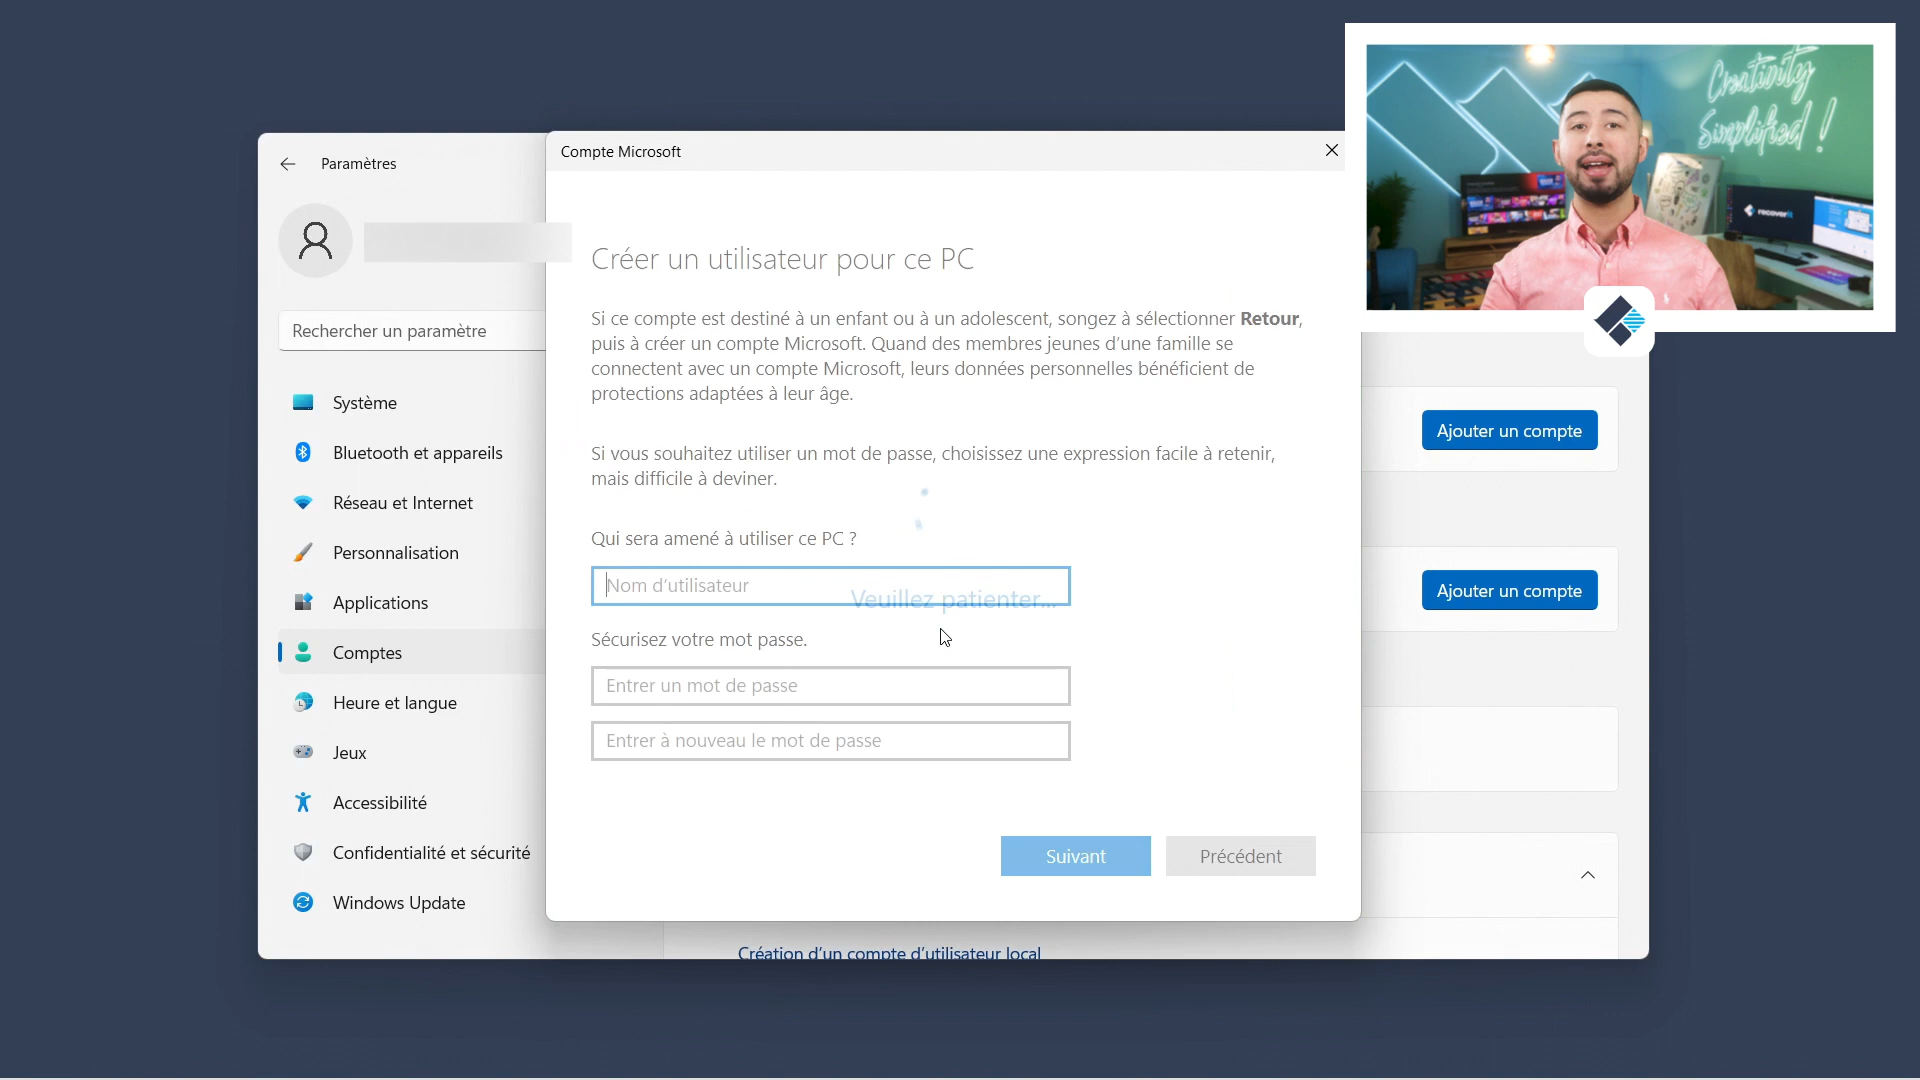 Paramètres
Rechercher un paramètre
Système
Bluetooth et appareils
Réseau et Internet
Personnalisation
Applications
Comptes
Heure et langue
Jeux
Accessibilité
Confidentialité et sécurité
Windows Update
Compte Microsoft
Créer un utilisateur pour ce PC
Si ce compte est destiné à un enfant ou à un adolescent, songez à sélectionner Retour,
puis à créer un compte Microsoft. Quand des membres jeunes d’une famille se
connectent avec un compte Microsoft, leurs données personnelles bénéficient de
protections adaptées à leur âge.
Si vous souhaitez utiliser un mot de passe, choisissez une expression facile à retenir,
mais difficile à deviner.
Qui sera amené à utiliser ce PC ?
Nom d’utilisateur
Veuillez patienter...
Sécurisez votre mot passe.
Entrer un mot de passe
Entrer à nouveau le mot de passe
Suivant
Précédent
Création d’un compte d’utilisateur local
Ajouter un compte
Ajouter un compte
Creativity
Simplified !
recoverit